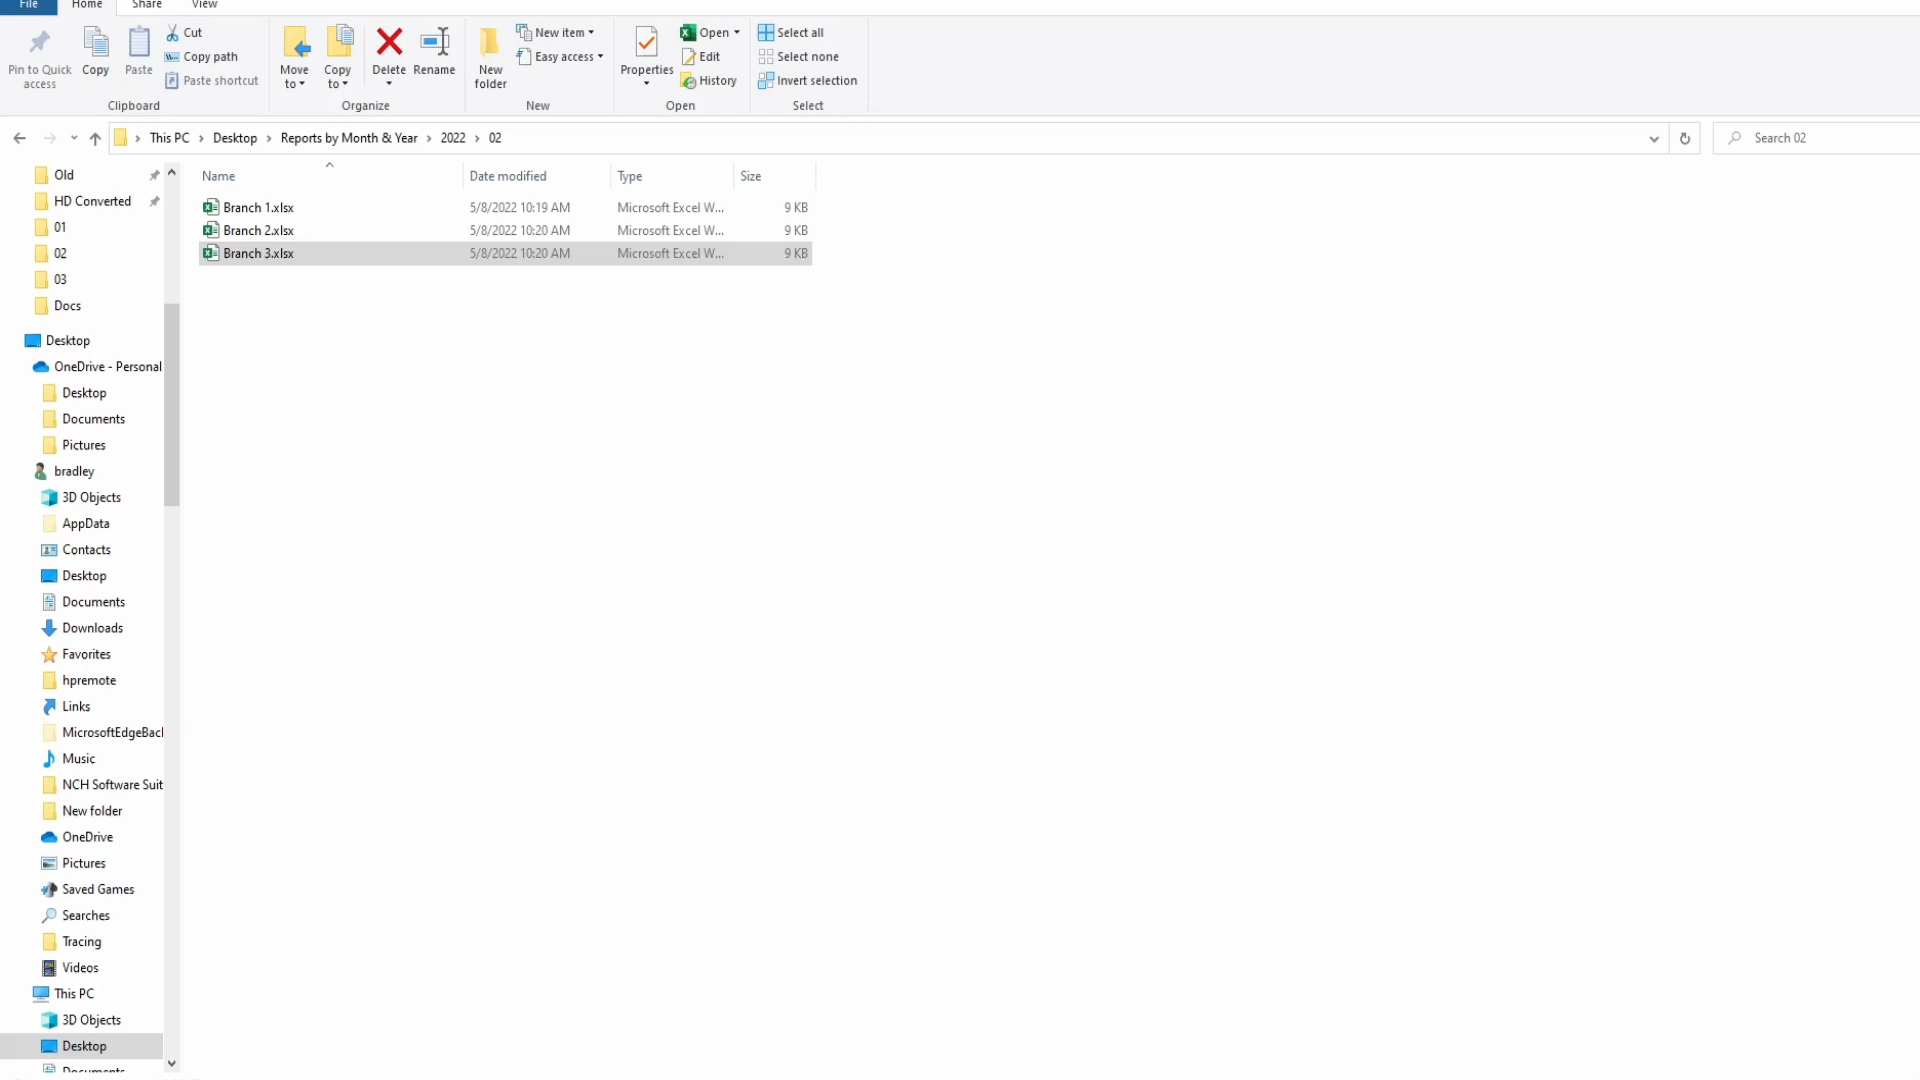 File Home Share View
Pin to Quick access
Copy
Paste
Cut
Copy path
Paste shortcut
Clipboard
Move to
Copy to
Delete
Rename
Organize
New folder
New item
Easy access
New
Properties
Open
Edit
History
Open
Select all
Select none
Invert selection
Select
This PC › Desktop › Reports by Month & Year › 2022 › 02
Search 02
Name Date modified Type Size
Branch 1.xlsx 5/8/2022 10:19 AM Microsoft Excel W... 9 KB
Branch 2.xlsx 5/8/2022 10:20 AM Microsoft Excel W... 9 KB
Branch 3.xlsx 5/8/2022 10:20 AM Microsoft Excel W... 9 KB
Old
HD Converted
01
02
03
Docs
Desktop
OneDrive - Personal
Desktop
Documents
Pictures
bradley
3D Objects
AppData
Contacts
Desktop
Documents
Downloads
Favorites
hpremote
Links
MicrosoftEdgeBac
Music
NCH Software Suit
New folder
OneDrive
Pictures
Saved Games
Searches
Tracing
Videos
This PC
3D Objects
Desktop
Documents